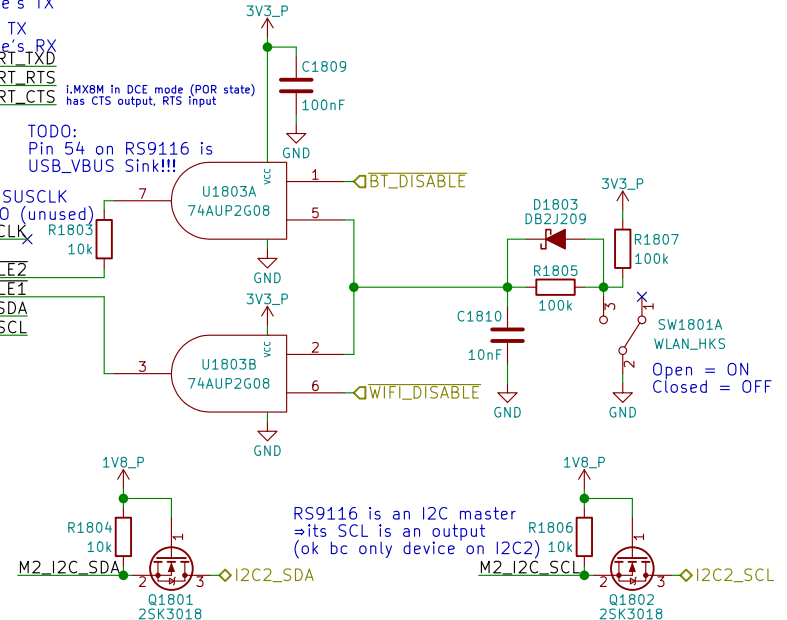 e's TX
TX
e's RX
RT_TXD
RT_RTS
RT_CTS
i.MX8M in DCE mode (POR state)
has CTS output, RTS input
TODO:
Pin 54 on RS9116 is
USB_VBUS Sink!!!
SUSCLK
O (unused)
CLK
R1803
10k
LE2
LE1
SDA
SCL
3V3_P
C1809
100nF
GND
VCC
U1803A
74AUP2G08
7
1
5
BT_DISABLE
GND
3V3_P
VCC
U1803B
74AUP2G08
3
2
6
WIFI_DISABLE
GND
D1803
DB2J209
3V3_P
R1807
100k
R1805
100k
C1810
10nF
GND
3
1
2
SW1801A
WLAN_HKS
Open = ON
Closed = OFF
GND
1V8_P
R1804
10k
M2_I2C_SDA
1
2
3
I2C2_SDA
Q1801
2SK3018
RS9116 is an I2C master
⇒its SCL is an output
(ok bc only device on I2C2)
1V8_P
R1806
10k
M2_I2C_SCL
1
2
3
I2C2_SCL
Q1802
2SK3018